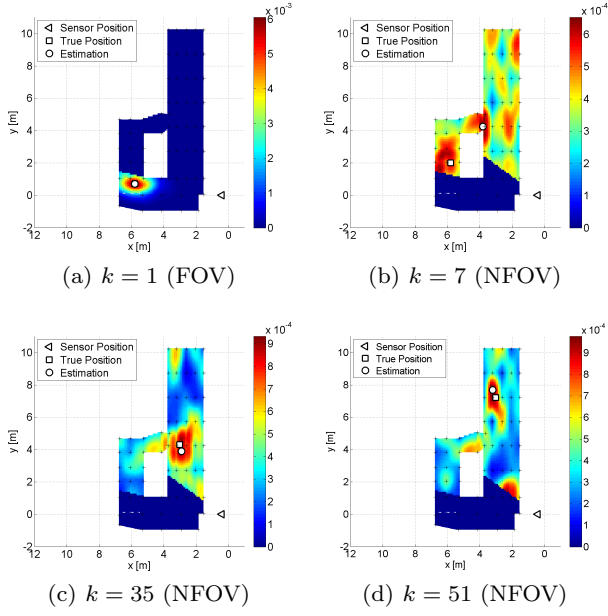 x 10⁻³
10
8
6
4
2
0
-2
y [m]
12 10 8 6 4 2 0
x [m]
Sensor Position
True Position
Estimation
6
5
4
3
2
1
0
(a) k = 1 (FOV)
x 10⁻⁴
10
8
6
4
2
0
-2
y [m]
12 10 8 6 4 2 0
x [m]
Sensor Position
True Position
Estimation
6
5
4
3
2
1
0
(b) k = 7 (NFOV)
x 10⁻⁴
10
8
6
4
2
0
-2
y [m]
12 10 8 6 4 2 0
x [m]
Sensor Position
True Position
Estimation
9
8
7
6
5
4
3
2
1
0
(c) k = 35 (NFOV)
x 10⁻⁴
10
8
6
4
2
0
-2
y [m]
12 10 8 6 4 2 0
x [m]
Sensor Position
True Position
Estimation
9
8
7
6
5
4
3
2
1
0
(d) k = 51 (NFOV)